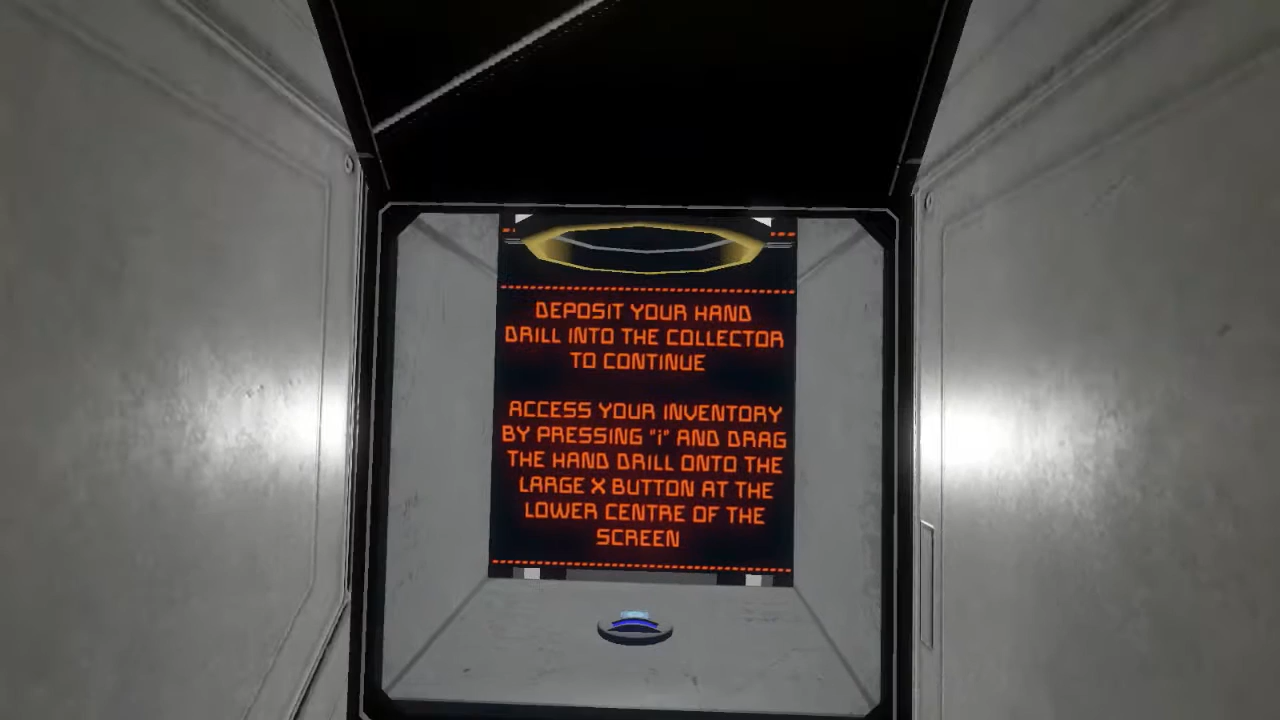 DEPOSIT YOUR HAND
DRILL INTO THE COLLECTOR
TO CONTINUE
ACCESS YOUR INVENTORY
BY PRESSING "i" AND DRAG
THE HAND DRILL ONTO THE
LARGE X BUTTON AT THE
LOWER CENTRE OF THE
SCREEN